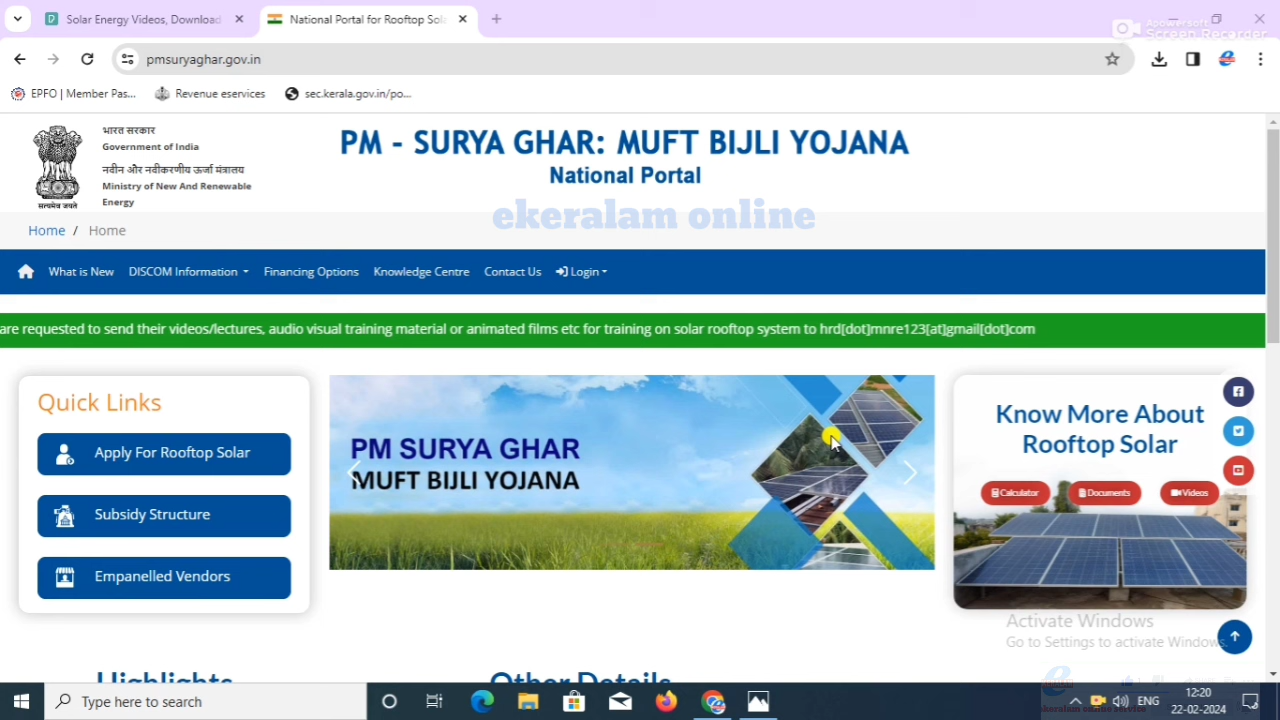 Solar Energy Videos, Download
National Portal for Rooftop Sola
Apowersoft
Screen Recorder
pmsuryaghar.gov.in
EPFO | Member Pas...
Revenue eservices
sec.kerala.gov.in/po...
भारत सरकार
Government of India
नवीन और नवीकरणीय ऊर्जा मंत्रालय
Ministry of New And Renewable
Energy
सत्यमेव जयते
PM - SURYA GHAR: MUFT BIJLI YOJANA
National Portal
ekeralam online
Home / Home
What is New
DISCOM Information
Financing Options
Knowledge Centre
Contact Us
Login
are requested to send their videos/lectures, audio visual training material or animated films etc for training on solar rooftop system to hrd[dot]mnre123[at]gmail[dot]com
Quick Links
Apply For Rooftop Solar
Subsidy Structure
Empanelled Vendors
PM SURYA GHAR
MUFT BIJLI YOJANA
Know More About
Rooftop Solar
Calculator
Documents
Videos
Activate Windows
Go to Settings to activate Windows.
Highlights
Other Details
Type here to search
ENG
12:20
22-02-2024